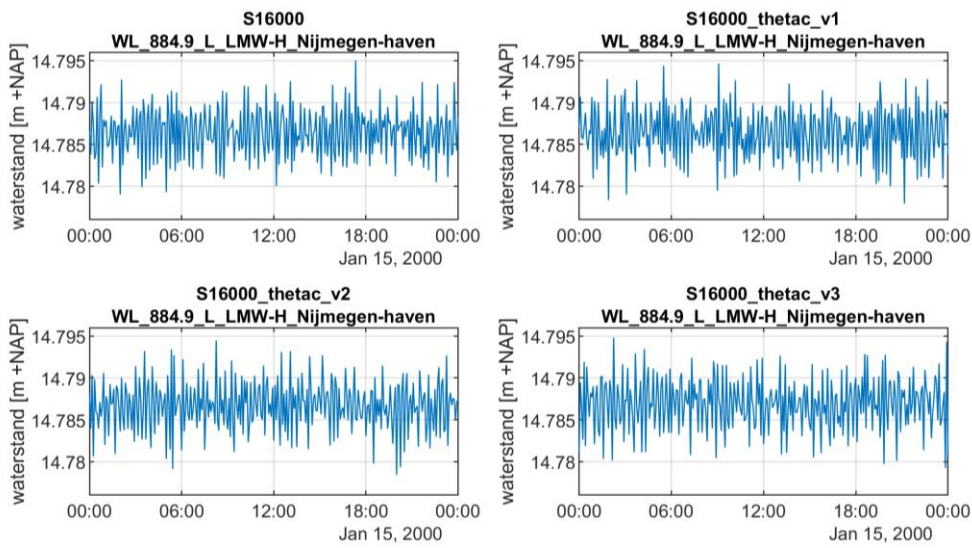 S16000
WL_884.9_L_LMW-H_Nijmegen-haven
waterstand [m +NAP]
14.795
14.79
14.785
14.78
00:00 06:00 12:00 18:00 00:00
Jan 15, 2000
S16000_thetac_v1
WL_884.9_L_LMW-H_Nijmegen-haven
waterstand [m +NAP]
14.795
14.79
14.785
14.78
00:00 06:00 12:00 18:00 00:00
Jan 15, 2000
S16000_thetac_v2
WL_884.9_L_LMW-H_Nijmegen-haven
waterstand [m +NAP]
14.795
14.79
14.785
14.78
00:00 06:00 12:00 18:00 00:00
Jan 15, 2000
S16000_thetac_v3
WL_884.9_L_LMW-H_Nijmegen-haven
waterstand [m +NAP]
14.795
14.79
14.785
14.78
00:00 06:00 12:00 18:00 00:00
Jan 15, 2000